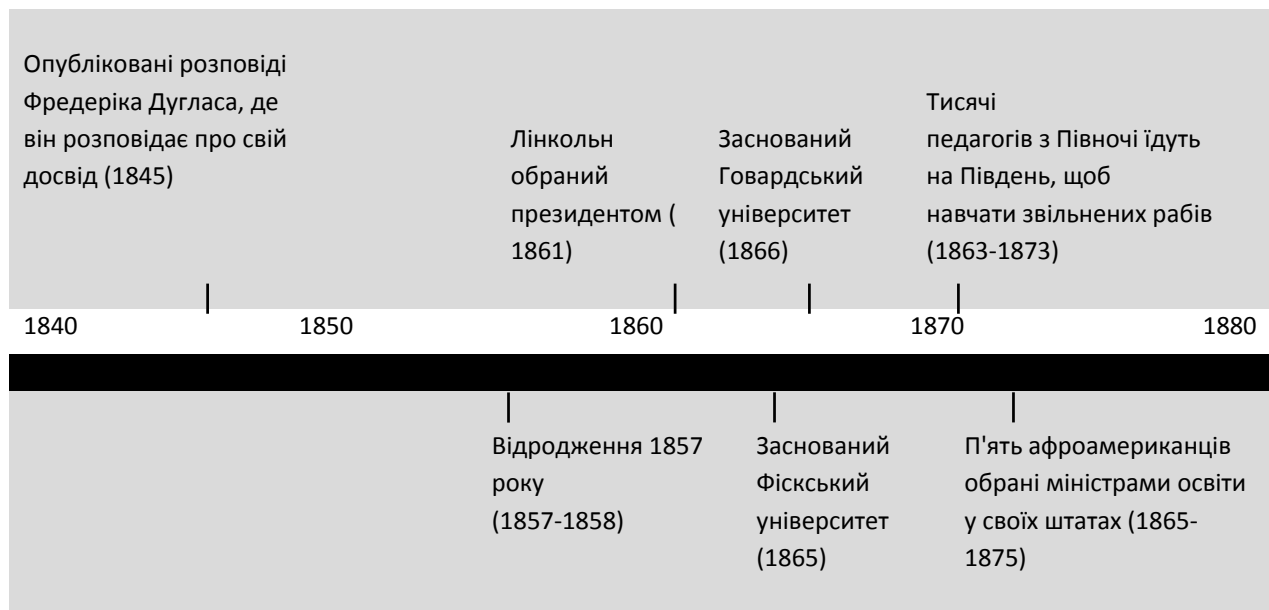 Опубліковані розповіді
Фредеріка Дугласа, де
він розповідає про свій
досвід (1845)
Лінкольн
обраний
президентом (
1861)
Заснований
Говардський
університет
(1866)
Тисячі
педагогів з Півночі їдуть
на Південь, щоб
навчати звільнених рабів
(1863-1873)
1840 1850 1860 1870 1880
Відродження 1857
року
(1857-1858)
Заснований
Фіскський
університет
(1865)
П'ять афроамериканців
обрані міністрами освіти
у своїх штатах (1865-
1875)